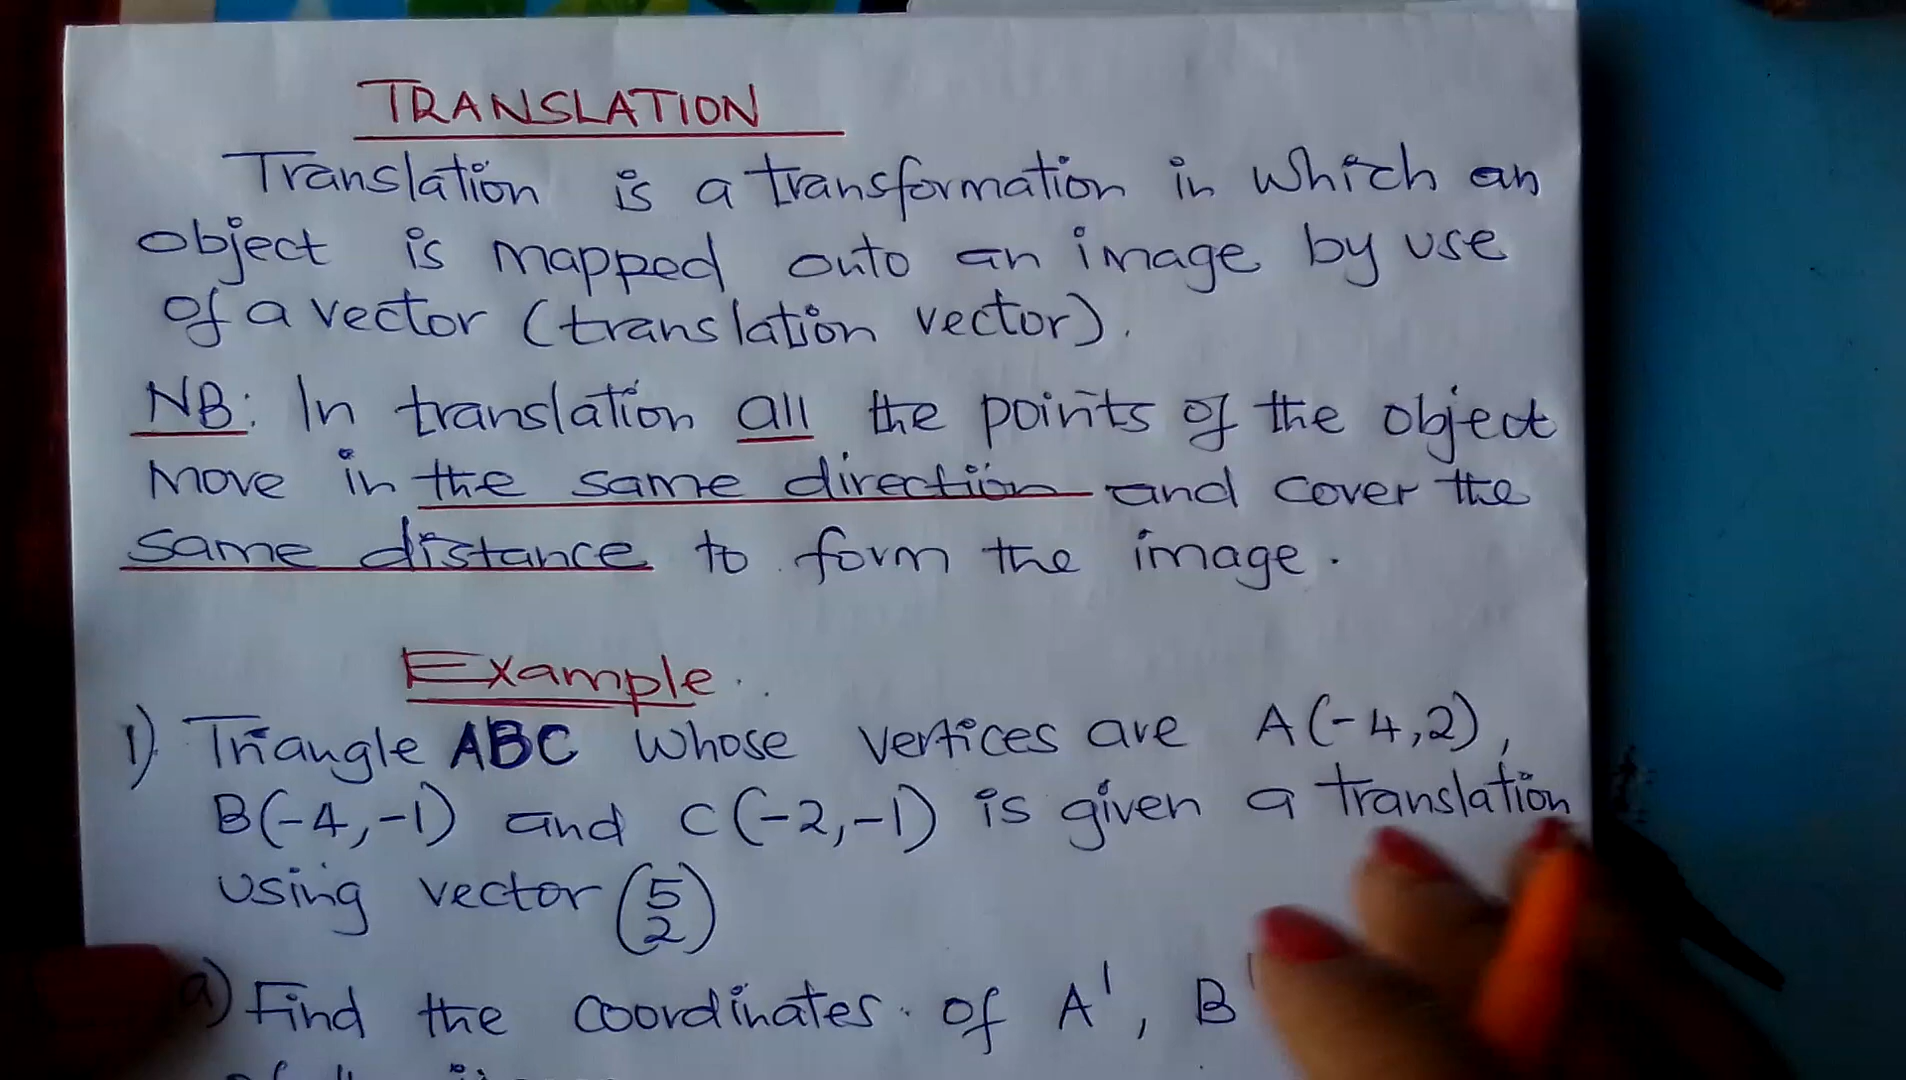 TRANSLATION
Translation is a transformation in which an
object is mapped onto an image by use
of a vector (translation vector).
NB: In translation all the points of the object
move in the same direction and cover the
same distance to form the image.
Example
1) Triangle ABC whose vertices are A(-4,2),
B(-4,-1) and C(-2,-1) is given a translation
using vector (5
2)
a) Find the coordinates of A', B'